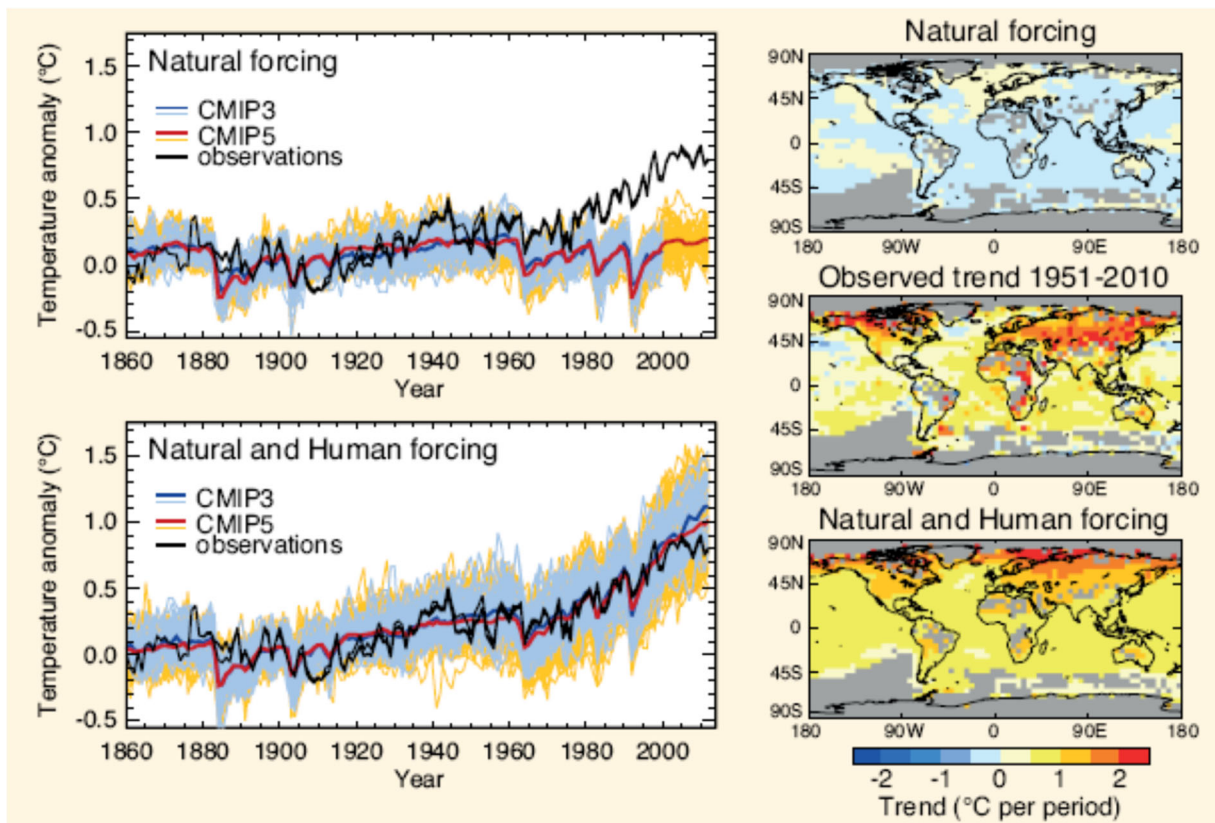 Natural forcing
CMIP3
CMIP5
observations
Temperature anomaly (°C)
1.5
1.0
0.5
0.0
-0.5
1860 1880 1900 1920 1940 1960 1980 2000
Year
Natural and Human forcing
CMIP3
CMIP5
observations
Temperature anomaly (°C)
1.5
1.0
0.5
0.0
-0.5
1860 1880 1900 1920 1940 1960 1980 2000
Year
Natural forcing
90N
45N
0
45S
90S
180 90W 0 90E 180
Observed trend 1951-2010
90N
45N
0
45S
90S
180 90W 0 90E 180
Natural and Human forcing
90N
45N
0
45S
90S
180 90W 0 90E 180
-2 -1 0 1 2
Trend (°C per period)